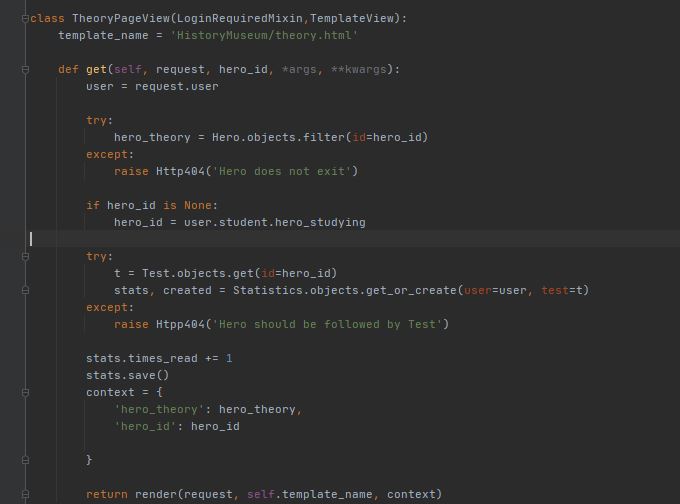 class TheoryPageView(LoginRequiredMixin,TemplateView):
    template_name = 'HistoryMuseum/theory.html'

    def get(self, request, hero_id, *args, **kwargs):
        user = request.user

        try:
            hero_theory = Hero.objects.filter(id=hero_id)
        except:
            raise Http404('Hero does not exit')

        if hero_id is None:
            hero_id = user.student.hero_studying

        try:
            t = Test.objects.get(id=hero_id)
            stats, created = Statistics.objects.get_or_create(user=user, test=t)
        except:
            raise Htpp404('Hero should be followed by Test')

        stats.times_read += 1
        stats.save()
        context = {
            'hero_theory': hero_theory,
            'hero_id': hero_id

        }

        return render(request, self.template_name, context)